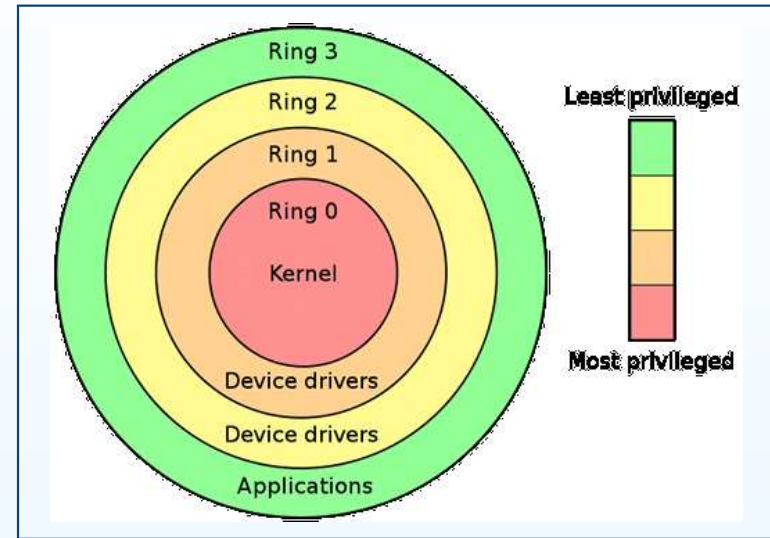 Ring 3
Ring 2
Ring 1
Ring 0
Kernel
Device drivers
Device drivers
Applications
Least privileged
Most privileged